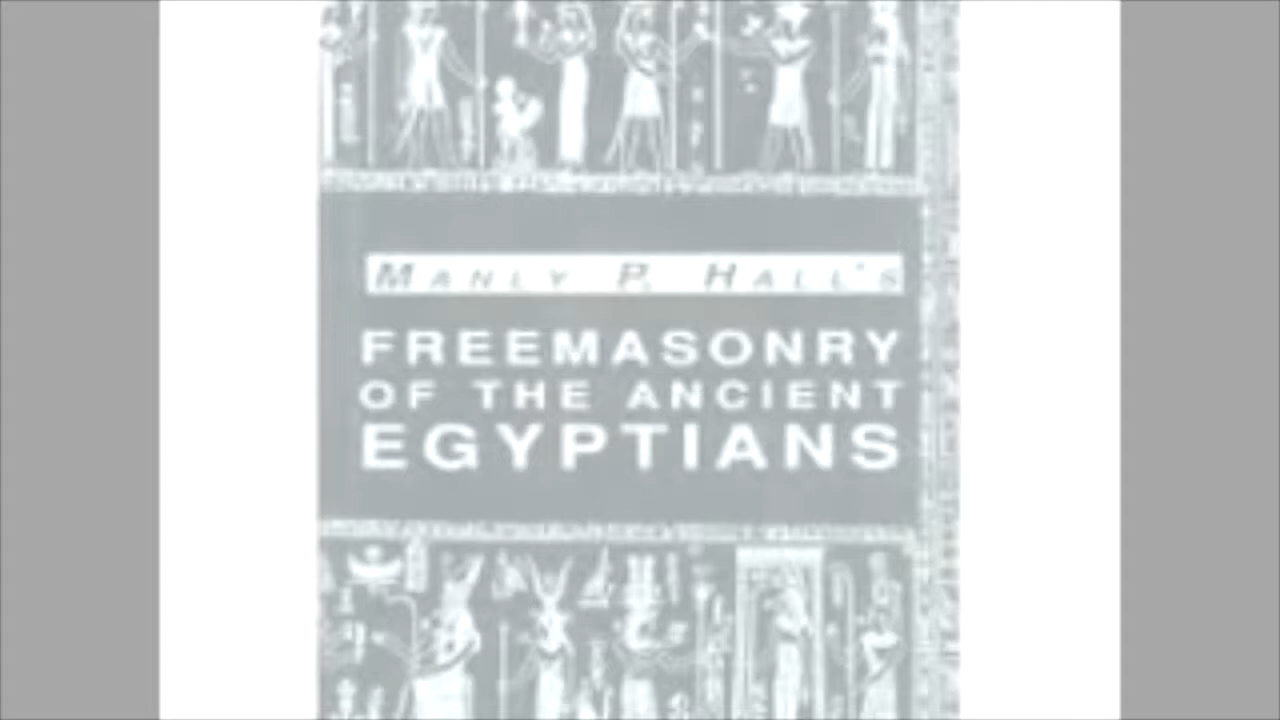 MANLY P. HALL'S
FREEMASONRY
OF THE ANCIENT
EGYPTIANS